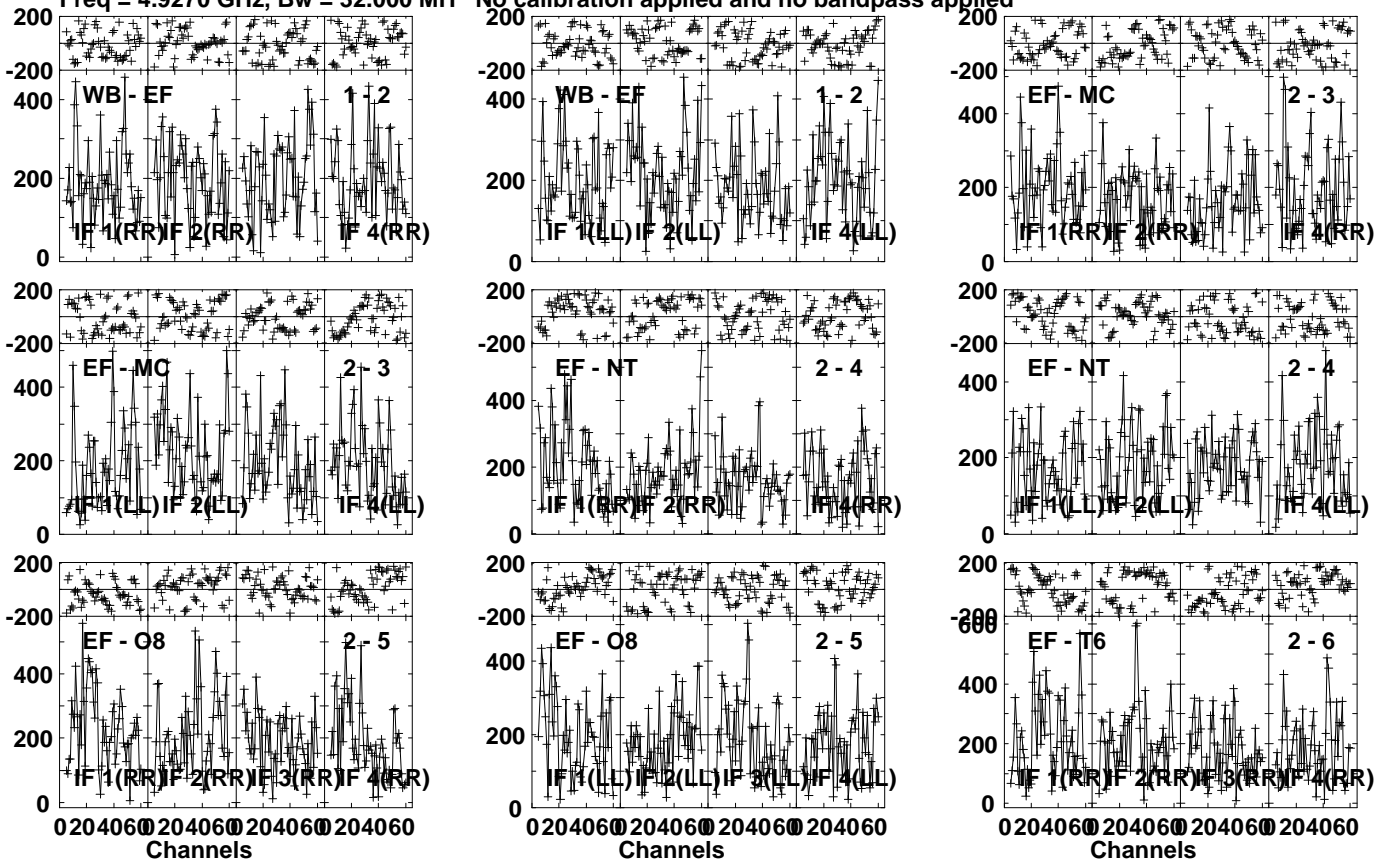 Freq = 4.9270 GHz, Bw = 32.000 MH No calibration applied and no bandpass applied
200 200 200
-200 -200
WB - EF 1 - 2 WB - EF 1 - 2 EF - MC 2 - 3
400 400 400
200 200 200
IF 1(RR) IF 2(RR) IF 4(RR) IF 1(LL) IF 2(LL) IF 4(LL) IF 1(RR) IF 2(RR) IF 4(RR)
0 0 0
200 200 200
-200 -200 -200
EF - MC 2 - 3 EF - NT 2 - 4 EF - NT 2 - 4
400 400 400
200 200 200
IF 1(LL) IF 2(LL) IF 4(LL) IF 1(RR) IF 2(RR) IF 4(RR) IF 1(LL) IF 2(LL) IF 4(LL)
0 0 0
200 200 200
-200 -200 -200
600
EF - O8 2 - 5 EF - O8 2 - 5 EF - T6 2 - 6
400 400 400
200 200 200
IF 1(RR) IF 2(RR) IF 3(RR) IF 4(RR) IF 1(LL) IF 2(LL) IF 3(LL) IF 4(LL) IF 1(RR) IF 2(RR) IF 3(RR) IF 4(RR)
0 0 0
0 20 40 60 0 20 40 60 0 20 40 60 0 20 40 60 0 20 40 60 0 20 40 60 0 20 40 60 0 20 40 60 0 20 40 60 0 20 40 60 0 20 40 60 0 20 40 60
Channels Channels Channels